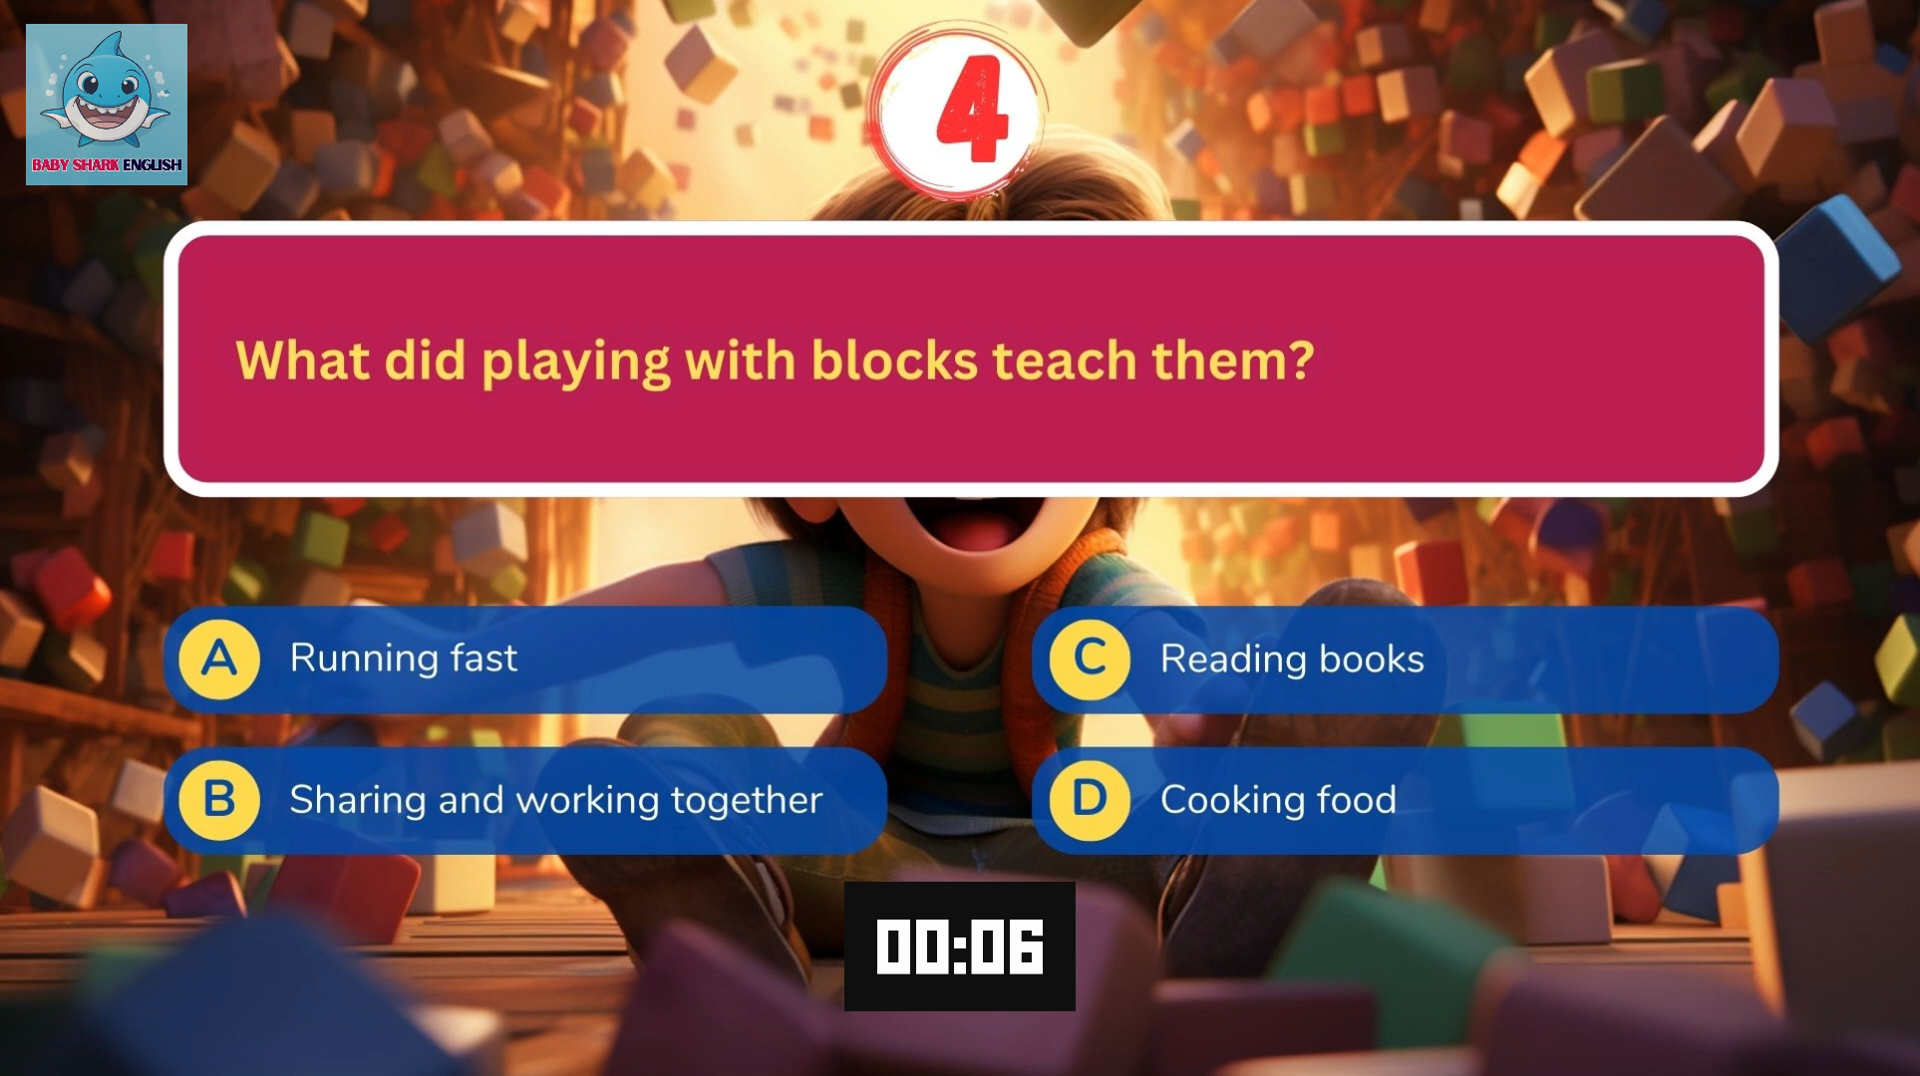 BABY SHARK ENGLISH
4
What did playing with blocks teach them?
A Running fast
B Sharing and working together
C Reading books
D Cooking food
00:06